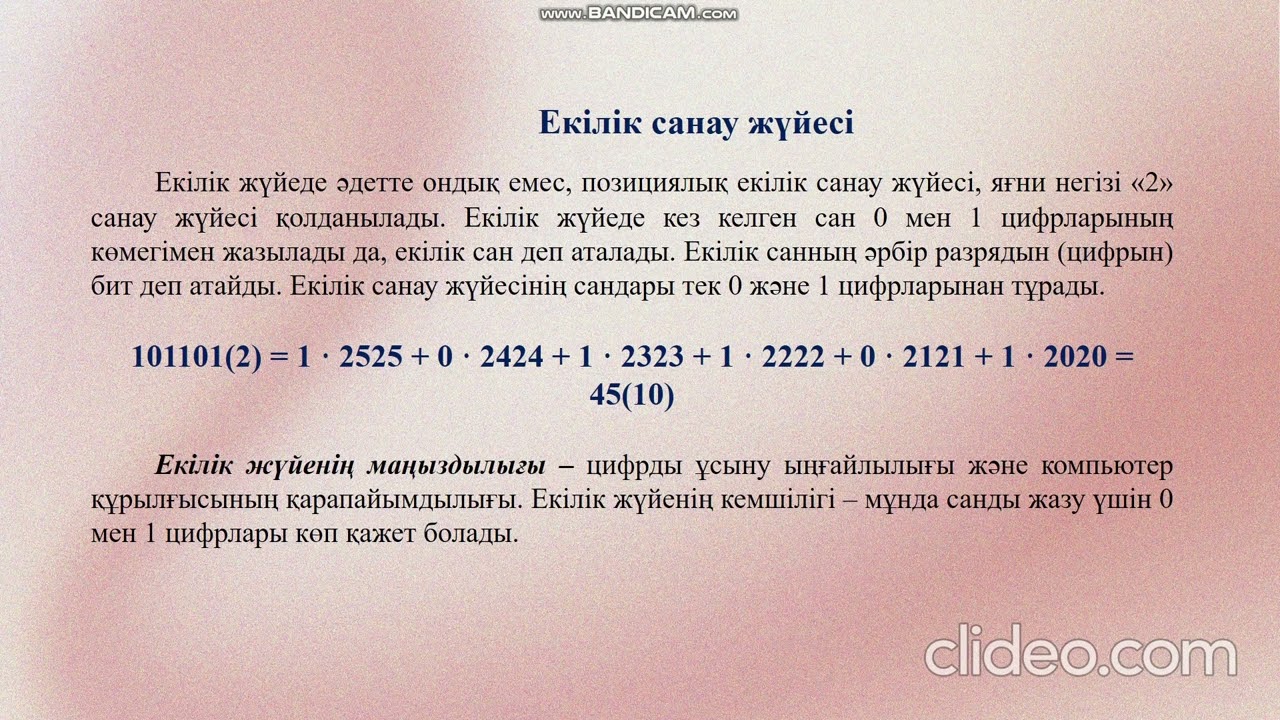 www.BANDICAM.com
Екілік санау жүйесі
Екілік жүйеде әдетте ондық емес, позициялық екілік санау жүйесі, яғни негізі «2»
санау жүйесі қолданылады. Екілік жүйеде кез келген сан 0 мен 1 цифрларының
көмегімен жазылады да, екілік сан деп аталады. Екілік санның әрбір разрядын (цифрын)
бит деп атайды. Екілік санау жүйесінің сандары тек 0 және 1 цифрларынан тұрады.
101101(2) = 1 · 2525 + 0 · 2424 + 1 · 2323 + 1 · 2222 + 0 · 2121 + 1 · 2020 =
45(10)
Екілік жүйенің маңыздылығы – цифрды ұсыну ыңғайлылығы және компьютер
құрылғысының қарапайымдылығы. Екілік жүйенің кемшілігі – мұнда санды жазу үшін 0
мен 1 цифрлары көп қажет болады.
clideo.com